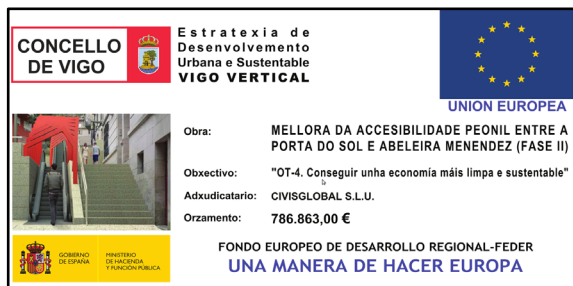 CONCELLO
DE VIGO
Estratexia de
Desenvolvemento
Urbana e Sustentable
VIGO VERTICAL
UNION EUROPEA
Obra: MELLORA DA ACCESIBILIDADE PEONIL ENTRE A
PORTA DO SOL E ABELEIRA MENENDEZ (FASE II)
Obxectivo: "OT-4. Conseguir unha economía máis limpa e sustentable"
Adxudicatario: CIVISGLOBAL S.L.U.
Orzamento: 786.863,00 €
GOBIERNO
DE ESPAÑA
MINISTERIO
DE HACIENDA
Y FUNCIÓN PÚBLICA
FONDO EUROPEO DE DESARROLLO REGIONAL-FEDER
UNA MANERA DE HACER EUROPA